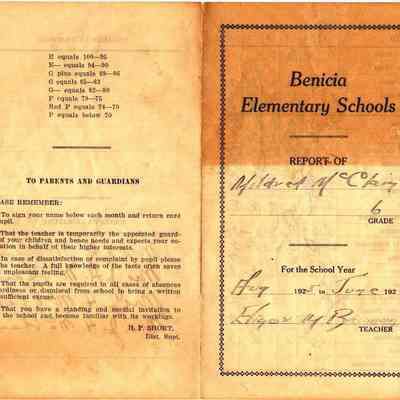 E equals 100—95
E— equals 94—90
G plus equals 89—86
G equals 85—83
G— equals 82—80
F equals 79—75
Red F equals 74—70
P equals below 70
TO PARENTS AND GUARDIANS
EASE REMEMBER:
To sign your name below each month and return card
upil.
That the teacher is temporarily the appointed guard-
of your children and hence needs and expects your co-
ation in behalf of their higher interests.
In case of dissatisfaction or complaint by pupil please
the teacher. A full knowledge of the facts often saves
unpleasant feeling.
That the pupils are required in all cases of absences
ardiness or dismissal from school to bring a written
sufficient excuse.
That you have a standing and cordial invitation to
the school and become familiar with its workings.
H. P. SHORT,
Dist. Supt.
Benicia
Elementary Schools
REPORT OF
Mildred
6
GRADE
For the School Year
1925 to June 192
Edgar M
TEACHER